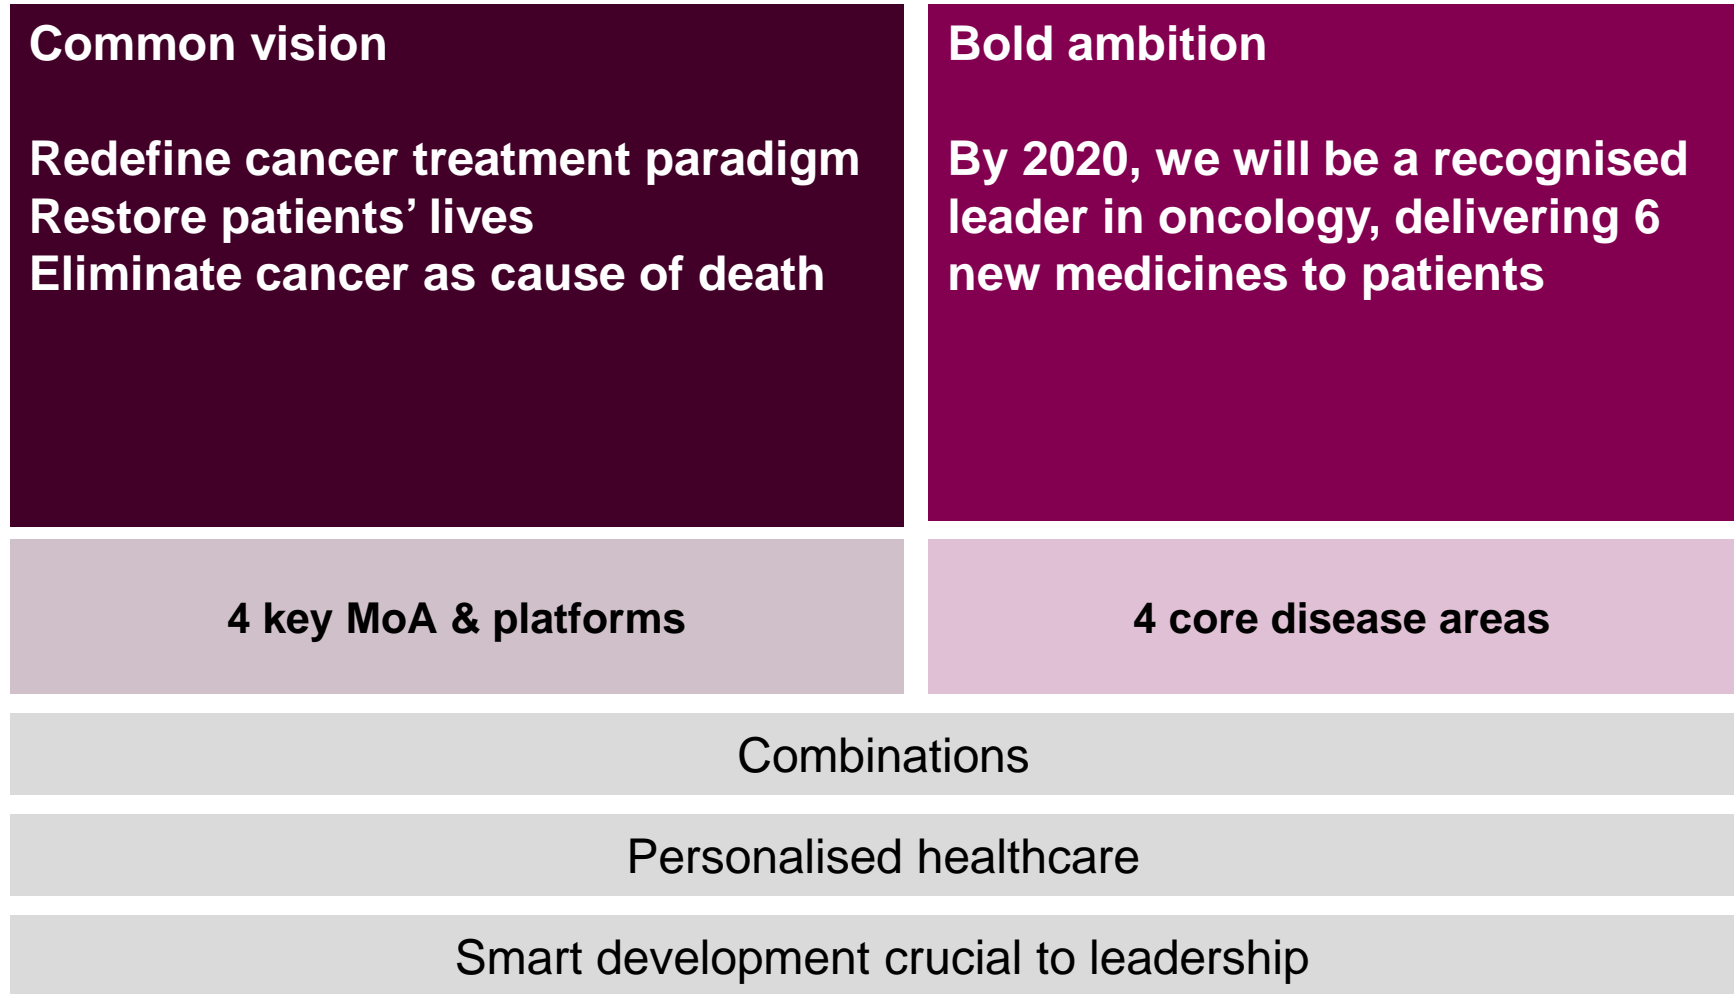 Common vision
Redefine cancer treatment paradigm
Restore patients’ lives
Eliminate cancer as cause of death
Bold ambition
By 2020, we will be a recognised
leader in oncology, delivering 6
new medicines to patients
4 key MoA & platforms
4 core disease areas
Combinations
Personalised healthcare
Smart development crucial to leadership